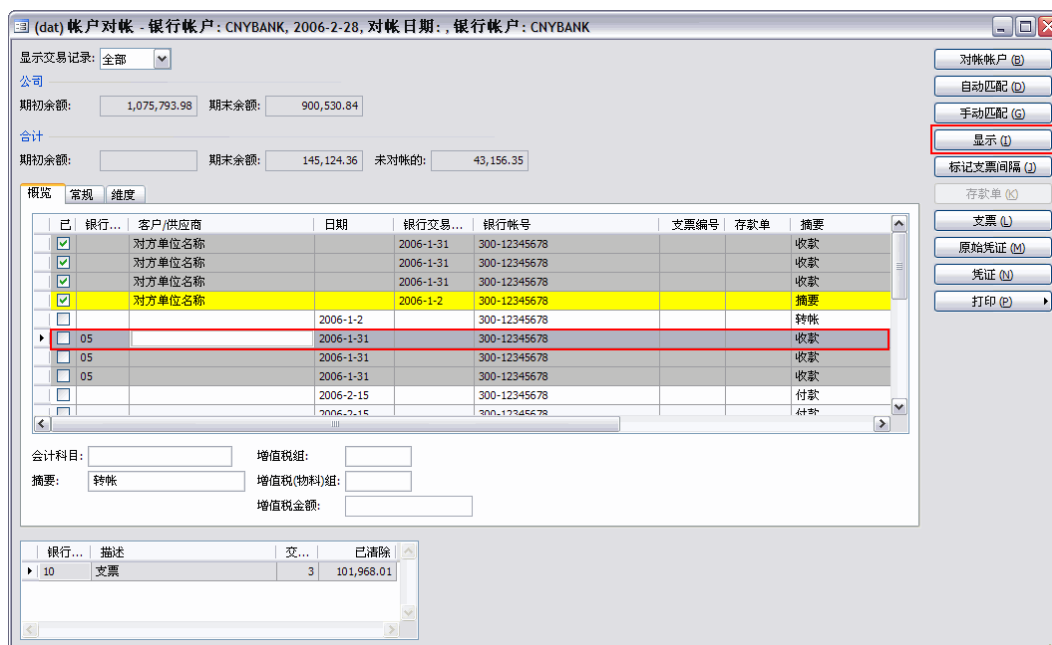 (dat) 帐户对帐 - 银行帐户: CNYBANK, 2006-2-28, 对帐日期: , 银行帐户: CNYBANK
显示交易记录: 全部
公司
期初余额: 1,075,793.98 期末余额: 900,530.84
合计
期初余额: 期末余额: 145,124.36 未对帐的: 43,156.35
概览 常规 维度
已 银行... 客户/供应商 日期 银行交易... 银行帐号 支票编号 存款单 摘要
对方单位名称 2006-1-31 300-12345678 收款
对方单位名称 2006-1-31 300-12345678 收款
对方单位名称 2006-1-31 300-12345678 收款
对方单位名称 2006-1-2 300-12345678 摘要
2006-1-2 300-12345678 转帐
05 2006-1-31 300-12345678 收款
05 2006-1-31 300-12345678 收款
05 2006-1-31 300-12345678 收款
2006-2-15 300-12345678 付款
2006-2-15 300-12345678 付款
会计科目: 增值税组:
摘要: 转帐 增值税(物料)组:
增值税金额:
银行... 描述 交... 已清除
10 支票 3 101,968.01
对帐帐户 (B)
自动匹配 (D)
手动匹配 (G)
显示 (I)
标记支票间隔 (J)
存款单 (K)
支票 (L)
原始凭证 (M)
凭证 (N)
打印 (P)